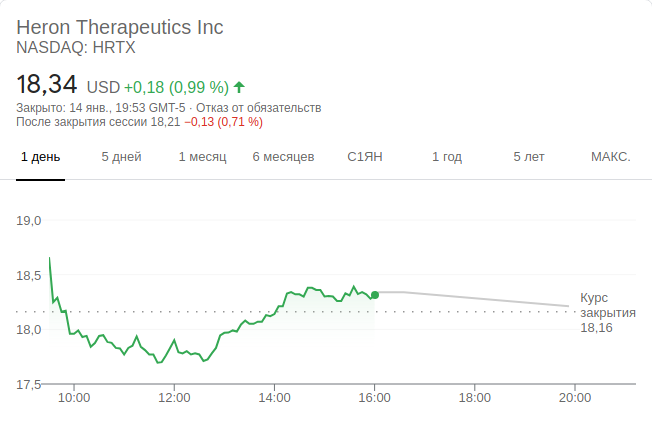 Heron Therapeutics Inc
NASDAQ: HRTX
18,34 USD +0,18 (0,99 %)
Закрыто: 14 янв., 19:53 GMT-5 · Отказ от обязательств
После закрытия сессии 18,21 −0,13 (0,71 %)
1 день 5 дней 1 месяц 6 месяцев С1ЯН 1 год 5 лет МАКС.
19,0
18,5
Курс
закрытия
18,16
18,0
17,5
10:00 12:00 14:00 16:00 18:00 20:00